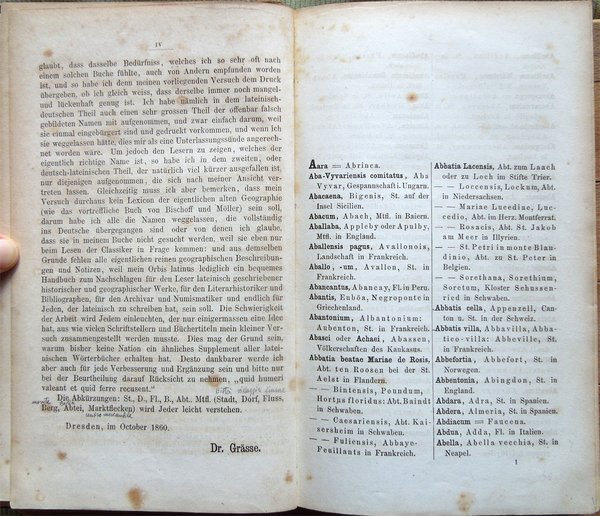 IV
glaubt, dass dasselbe Bedürfniss, welches ich so sehr oft nach
einem solchen Buche fühlte, auch von Andern empfunden worden
ist, und so habe ich denn meinen vorliegenden Versuch dem Druck
übergeben, ob ich gleich weiss, dass derselbe immer noch mangel-
und lückenhaft genug ist. Ich habe nämlich in dem lateinisch-
deutschen Theil auch einen sehr grossen Theil der offenbar falsch
gebildeten Namen mit aufgenommen, und zwar einfach darum, weil
sie einmal eingebürgert sind und gedruckt vorkommen, und wenn ich
sie weggelassen hätte, dies mir als eine Unterlassungssünde angerech-
net worden wäre. Um jedoch den Lesern zu zeigen, welches der
eigentlich richtige Name ist, so habe ich in dem zweiten, oder
deutsch-lateinischen Theil, der natürlich viel kürzer ausgefallen ist,
nur diejenigen aufgenommen, die sich nach meiner Ansicht ver-
treten lassen. Gleichzeitig muss ich aber bemerken, dass mein
Versuch durchaus kein Lexicon der eigentlichen alten Geographie
(wie das vortreffliche Buch von Bischoff und Möller) sein soll,
darum habe ich alle die Namen weggelassen, die vollständig
ins Deutsche übergegangen sind oder von denen ich glaube,
dass sie in meinem Buche nicht gesucht werden, weil sie eben nur
beim Lesen der Classiker in Frage kommen: und aus demselben
Grunde fehlen alle eigentlichen reinen geographischen Beschreibun-
gen und Notizen, weil mein Orbis latinus lediglich ein bequemes
Handbuch zum Nachschlagen für den Leser lateinisch geschriebener
historischer und geographischer Werke, für den Literarhistoriker und
Bibliographen, für den Archivar und Numismatiker und endlich für
Jeden, der lateinisch zu schreiben hat, sein soll. Die Schwierigkeit
der Arbeit wird Jedem einleuchten, der nur einigermassen eine Idee
hat, aus wie vielen Schriftstellern und Büchertiteln mein kleiner Ver-
such zusammengestellt werden musste. Dies mag der Grund sein,
warum bisher keine Nation ein ähnliches Supplement aller latei-
nischen Wörterbücher erhalten hat. Desto dankbarer werde ich
aber auch für jede Verbesserung und Ergänzung sein und bitte nur
bei der Beurtheilung darauf Rücksicht zu nehmen, „quid humeri
valeant et quid ferre recusent.“
Die Abkürzungen: St., D., Fl., B., Abt., Mtfl. (Stadt, Dorf, Fluss,
Berg, Abtei, Marktflecken) wird Jeder leicht verstehen.
Dresden, im October 1860.
Dr. Grässe.
Aara = Abrinca.
Aba-Vyvariensis comitatus, Aba
Vyvar, Gespannschaft i. Ungarn.
Abacaena, Bigenis, St. auf der
Insel Sicilien.
Abacum, Abach, Mtfl. in Baiern.
Aballaba, Appleby od. Apulby,
Mtfl. in England.
Aballensis pagus, Avallonois,
Landschaft in Frankreich.
Aballo, -um, Avallon, St. in
Frankreich.
Abancantus, Abancay, Fl. in Peru.
Abantis, Euböa, Negroponte in
Griechenland.
Abantonium, Albantonium:
Aubenton, St. in Frankreich.
Abasci oder Achaei, Abassen,
Völkerschaften des Kaukasus.
Abbatia beatae Mariae de Rosis,
Abt. ten Roosen bei der St.
Aelst in Flandern.
— — Bintensis, Poundum,
Hortus floridus: Abt. Baindt
in Schwaben.
— — Caesariensis, Abt. Kai-
sersheim in Schwaben.
— — Fuliensis, Abbaye-
Feuillants in Frankreich.
Abbatia Lacensis, Abt. zum Laach
oder zu Loch im Stifte Trier.
— — Loccensis, Lockum, Abt.
in Niedersachsen.
— — Mariae Lucedine, Luc-
cedio, Abt. im Herz. Montferrat.
— — Rosacis, Abt. St. Jakob
am Meer in Illyrien.
— — St. Petri in monte Blan-
dinio, Abt. zu St. Peter in
Belgien.
— — Sorethana, Sorethium,
Soretum, Kloster Schussen-
ried in Schwaben.
Abbatis cella, Appenzell, Can-
ton u. St. in der Schweiz.
Abbatis villa, Abbavilla, Abba-
tico-villa: Abbeville, St. in
Frankreich.
Abbefortia, Abbefort, St. in
Norwegen.
Abbentonia, Abingdon, St. in
England.
Abdara, Adra, St. in Spanien.
Abdera, Almeria, St. in Spanien.
Abdiacum = Faucena.
Abdua, Adda, Fl. in Italien.
Abella, Abella vecchia, St. in
Neapel.
1